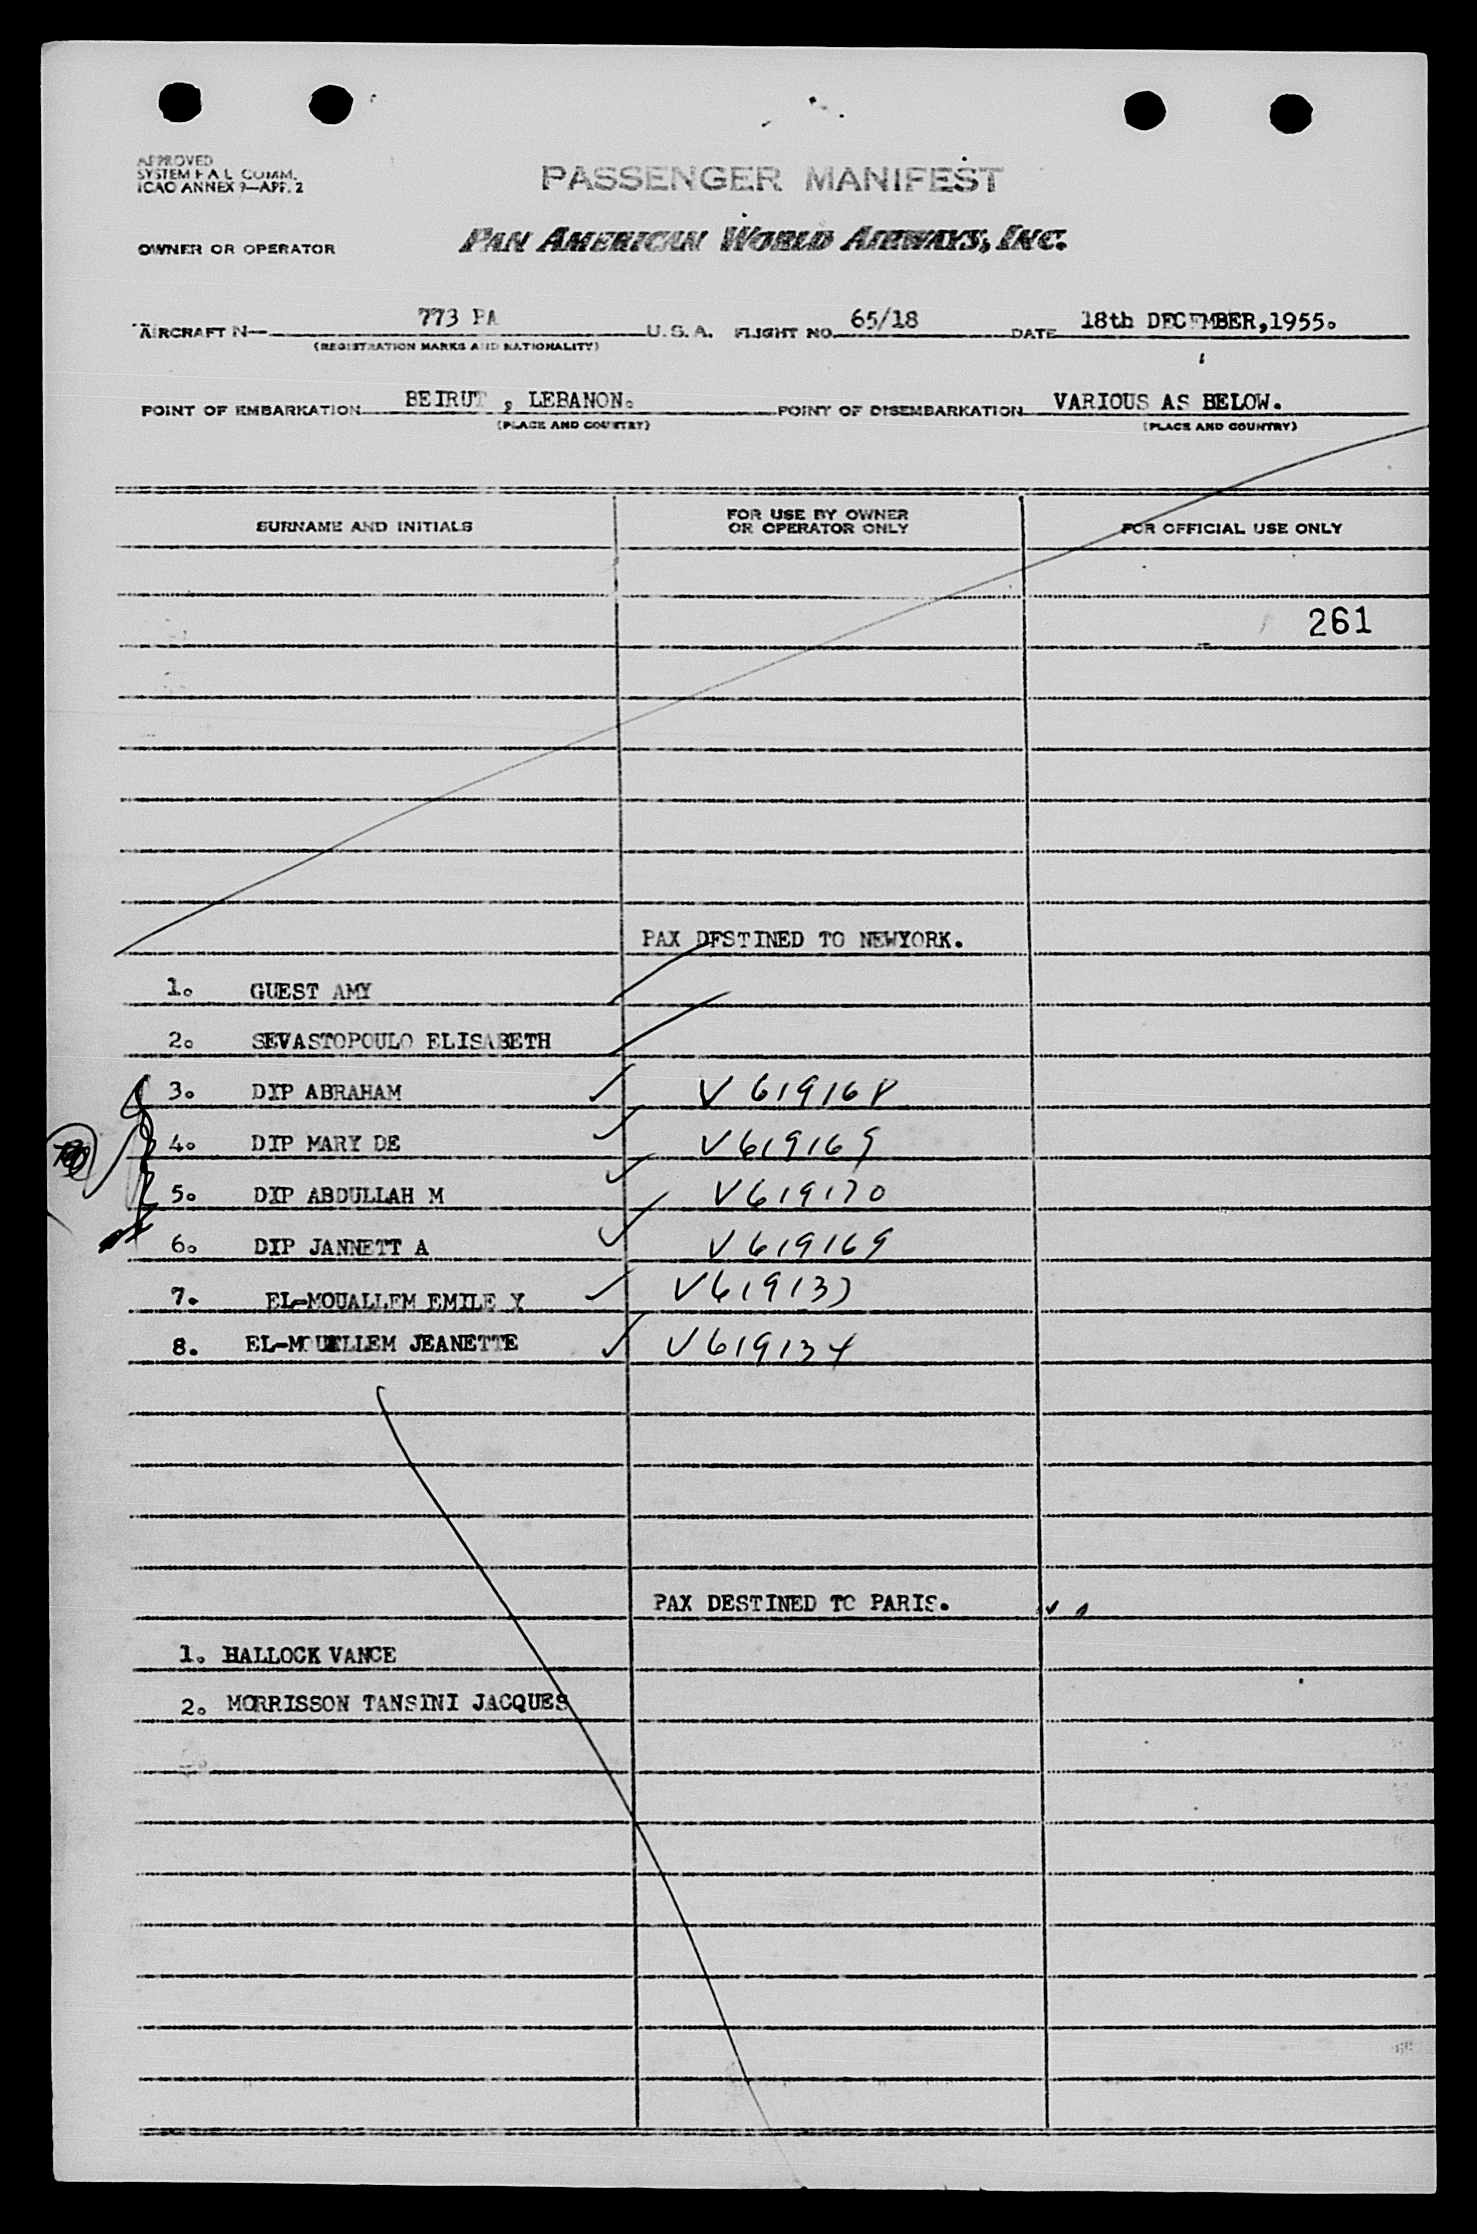 APPROVED
SYSTEM F A L COMM.
ICAO ANNEX 9—APP. 2
PASSENGER MANIFEST
OWNER OR OPERATOR PAN AMERICAN WORLD AIRWAYS, INC.
AIRCRAFT N— 773 PA U. S. A. FLIGHT NO. 65/18 DATE 18th DECEMBER,1955.
(REGISTRATION MARKS AND NATIONALITY)
POINT OF EMBARKATION BEIRUT , LEBANON. POINT OF DISEMBARKATION VARIOUS AS BELOW.
(PLACE AND COUNTRY) (PLACE AND COUNTRY)
SURNAME AND INITIALS FOR USE BY OWNER OR OPERATOR ONLY FOR OFFICIAL USE ONLY
261
PAX DESTINED TO NEWYORK.
1. GUEST AMY
2. SEVASTOPOULO ELISABETH
3. DIP ABRAHAM V 619168
4. DIP MARY DE V619169
5. DIP ABDULLAH M V619170
6. DIP JANNETT A V619169
7. EL-MOUALLEM EMILE Y V619133
8. EL-MOUELLEM JEANETTE V619134
PAX DESTINED TO PARIS.
1. HALLOCK VANCE
2. MORRISSON TANSINI JACQUES